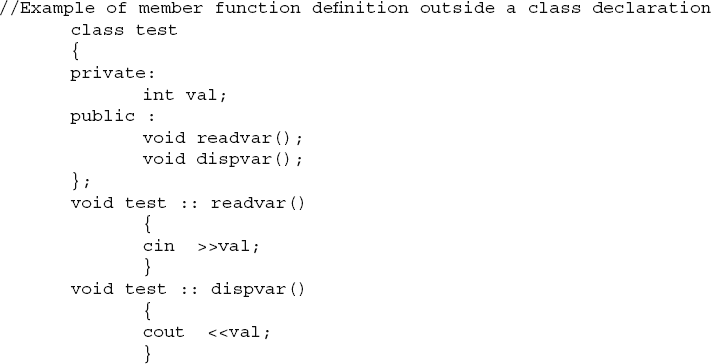 //Example of member function definition outside a class declaration
class test
{
private:
int val;
public :
void readvar();
void dispvar();
};
void test :: readvar()
{
cin >>val;
}
void test :: dispvar()
{
cout <<val;
}